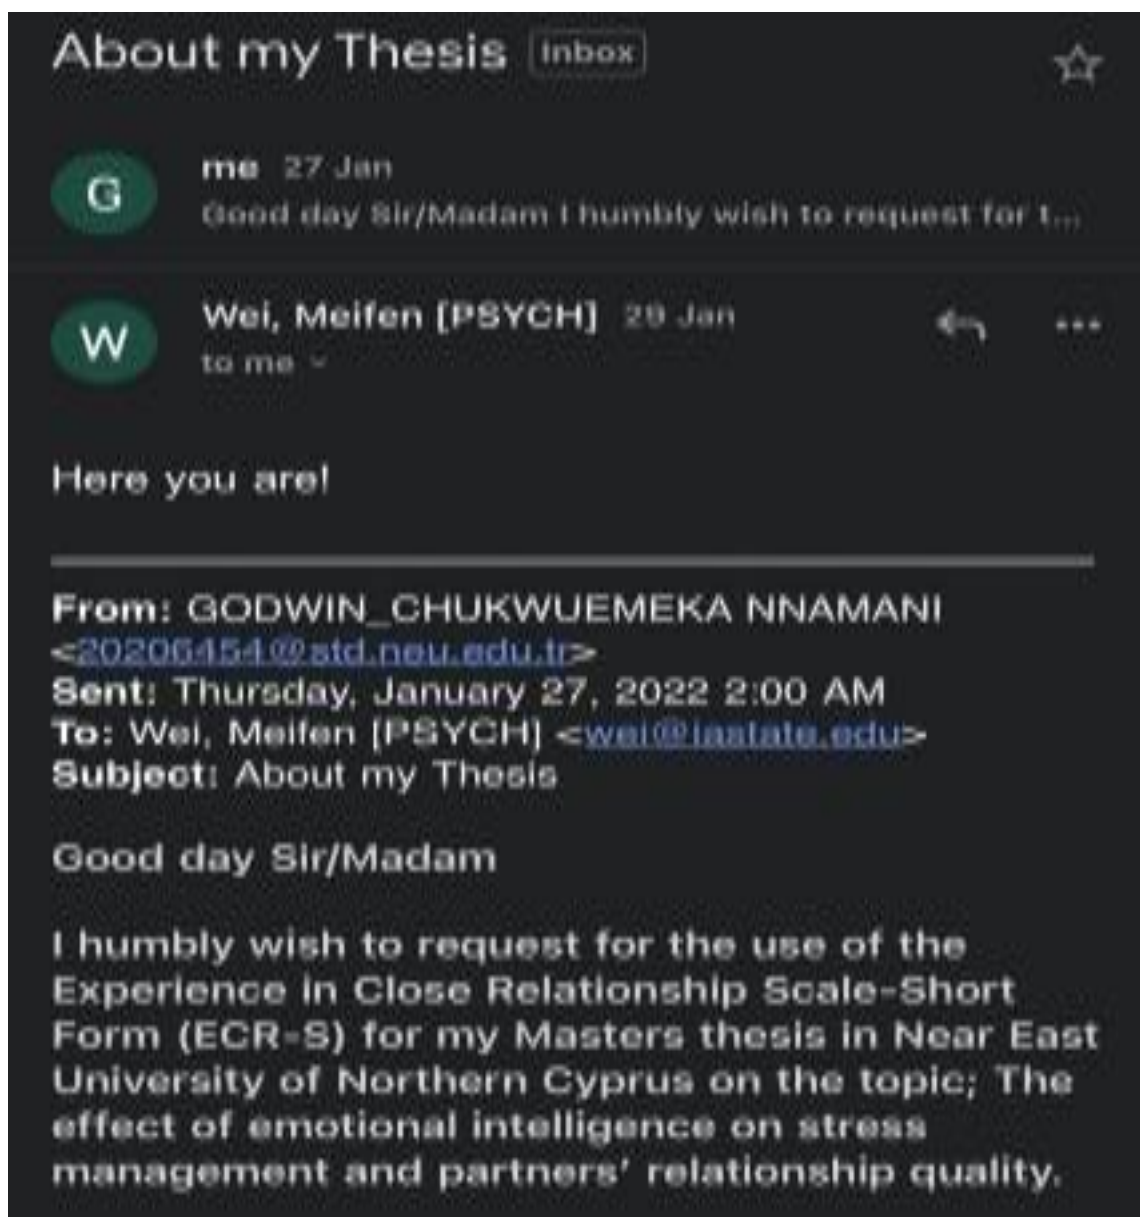 About my Thesis Inbox
G
me 27 Jan
Good day Sir/Madam I humbly wish to request for t...
W
Wei, Meifen [PSYCH] 29 Jan
to me
Here you are!
From: GODWIN_CHUKWUEMEKA NNAMANI
<20206454@std.neu.edu.tr>
Sent: Thursday, January 27, 2022 2:00 AM
To: Wei, Meifen [PSYCH] <wei@iastate.edu>
Subject: About my Thesis
Good day Sir/Madam
I humbly wish to request for the use of the
Experience in Close Relationship Scale-Short
Form (ECR-S) for my Masters thesis in Near East
University of Northern Cyprus on the topic; The
effect of emotional intelligence on stress
management and partners' relationship quality.